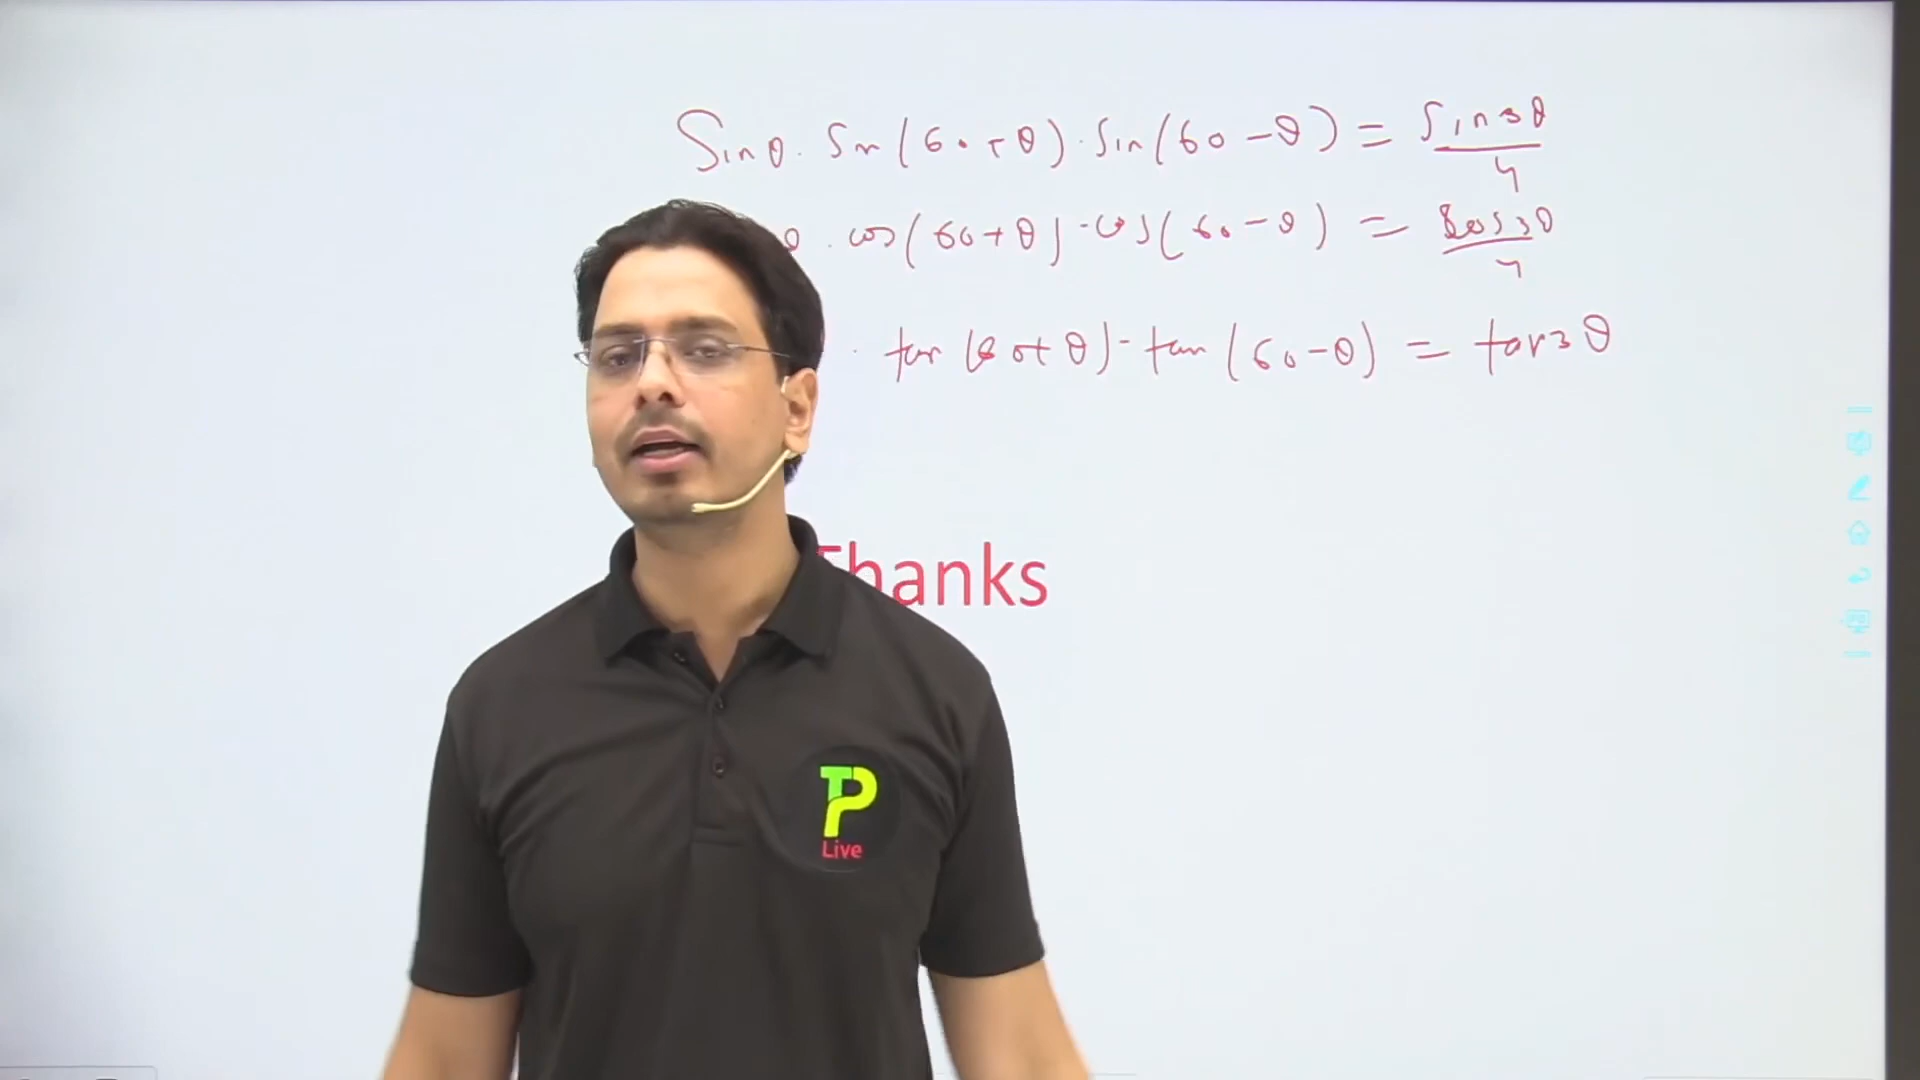 Sinθ . Sin(60+θ) . Sin(60-θ) = Sin3θ/4
θ . cos(60+θ) . cos(60-θ) = cos3θ/4
. tan(60+θ) - tan(60-θ) = tan3θ
Thanks
TP
Live